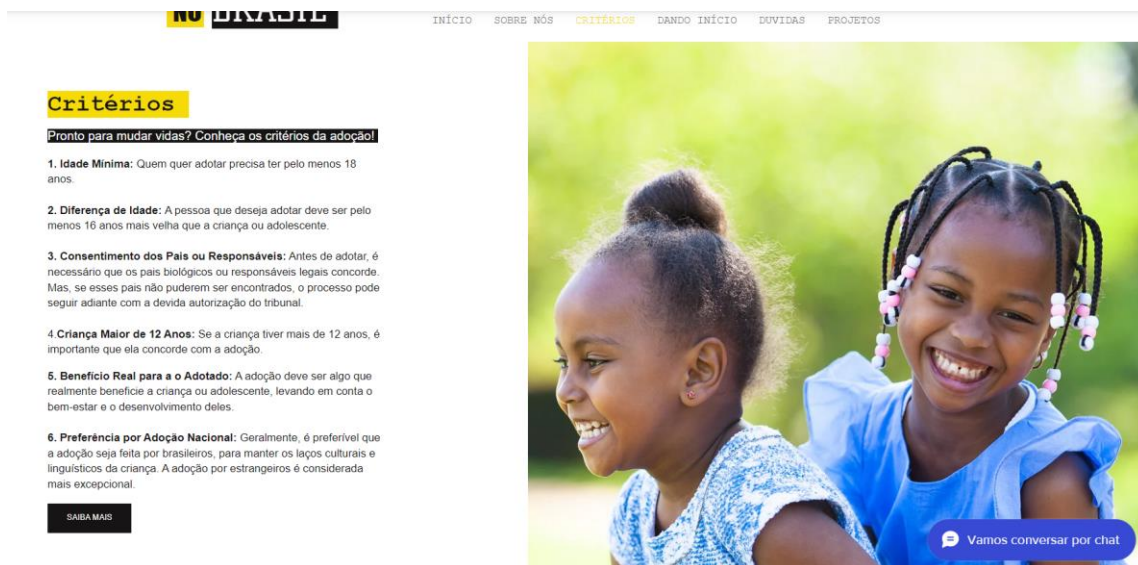 NO BRASIL
INÍCIO SOBRE NÓS CRITÉRIOS DANDO INÍCIO DUVIDAS PROJETOS
Critérios
Pronto para mudar vidas? Conheça os critérios da adoção!
1. Idade Mínima: Quem quer adotar precisa ter pelo menos 18
anos.
2. Diferença de Idade: A pessoa que deseja adotar deve ser pelo
menos 16 anos mais velha que a criança ou adolescente.
3. Consentimento dos Pais ou Responsáveis: Antes de adotar, é
necessário que os pais biológicos ou responsáveis legais concorde.
Mas, se esses pais não puderem ser encontrados, o processo pode
seguir adiante com a devida autorização do tribunal.
4.Criança Maior de 12 Anos: Se a criança tiver mais de 12 anos, é
importante que ela concorde com a adoção.
5. Benefício Real para a o Adotado: A adoção deve ser algo que
realmente beneficie a criança ou adolescente, levando em conta o
bem-estar e o desenvolvimento deles.
6. Preferência por Adoção Nacional: Geralmente, é preferível que
a adoção seja feita por brasileiros, para manter os laços culturais e
linguísticos da criança. A adoção por estrangeiros é considerada
mais excepcional.
SAIBA MAIS
Vamos conversar por chat